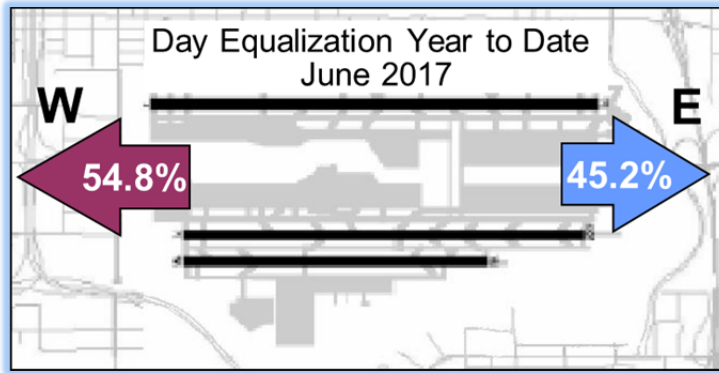 Day Equalization Year to Date
June 2017
W
E
54.8%
45.2%